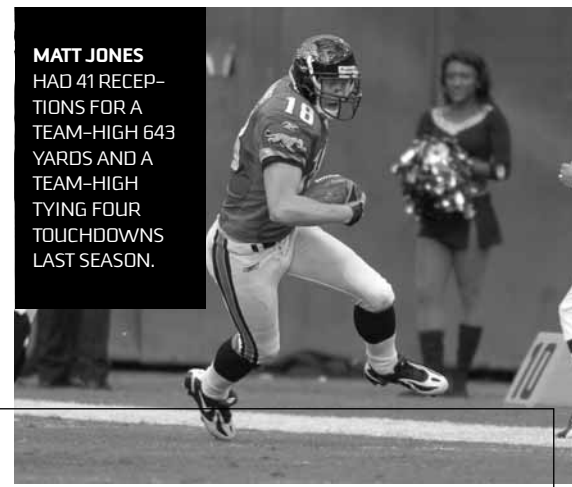 MATT JONES
HAD 41 RECEP-
TIONS FOR A
TEAM-HIGH 643
YARDS AND A
TEAM-HIGH
TYING FOUR
TOUCHDOWNS
LAST SEASON.
18
10